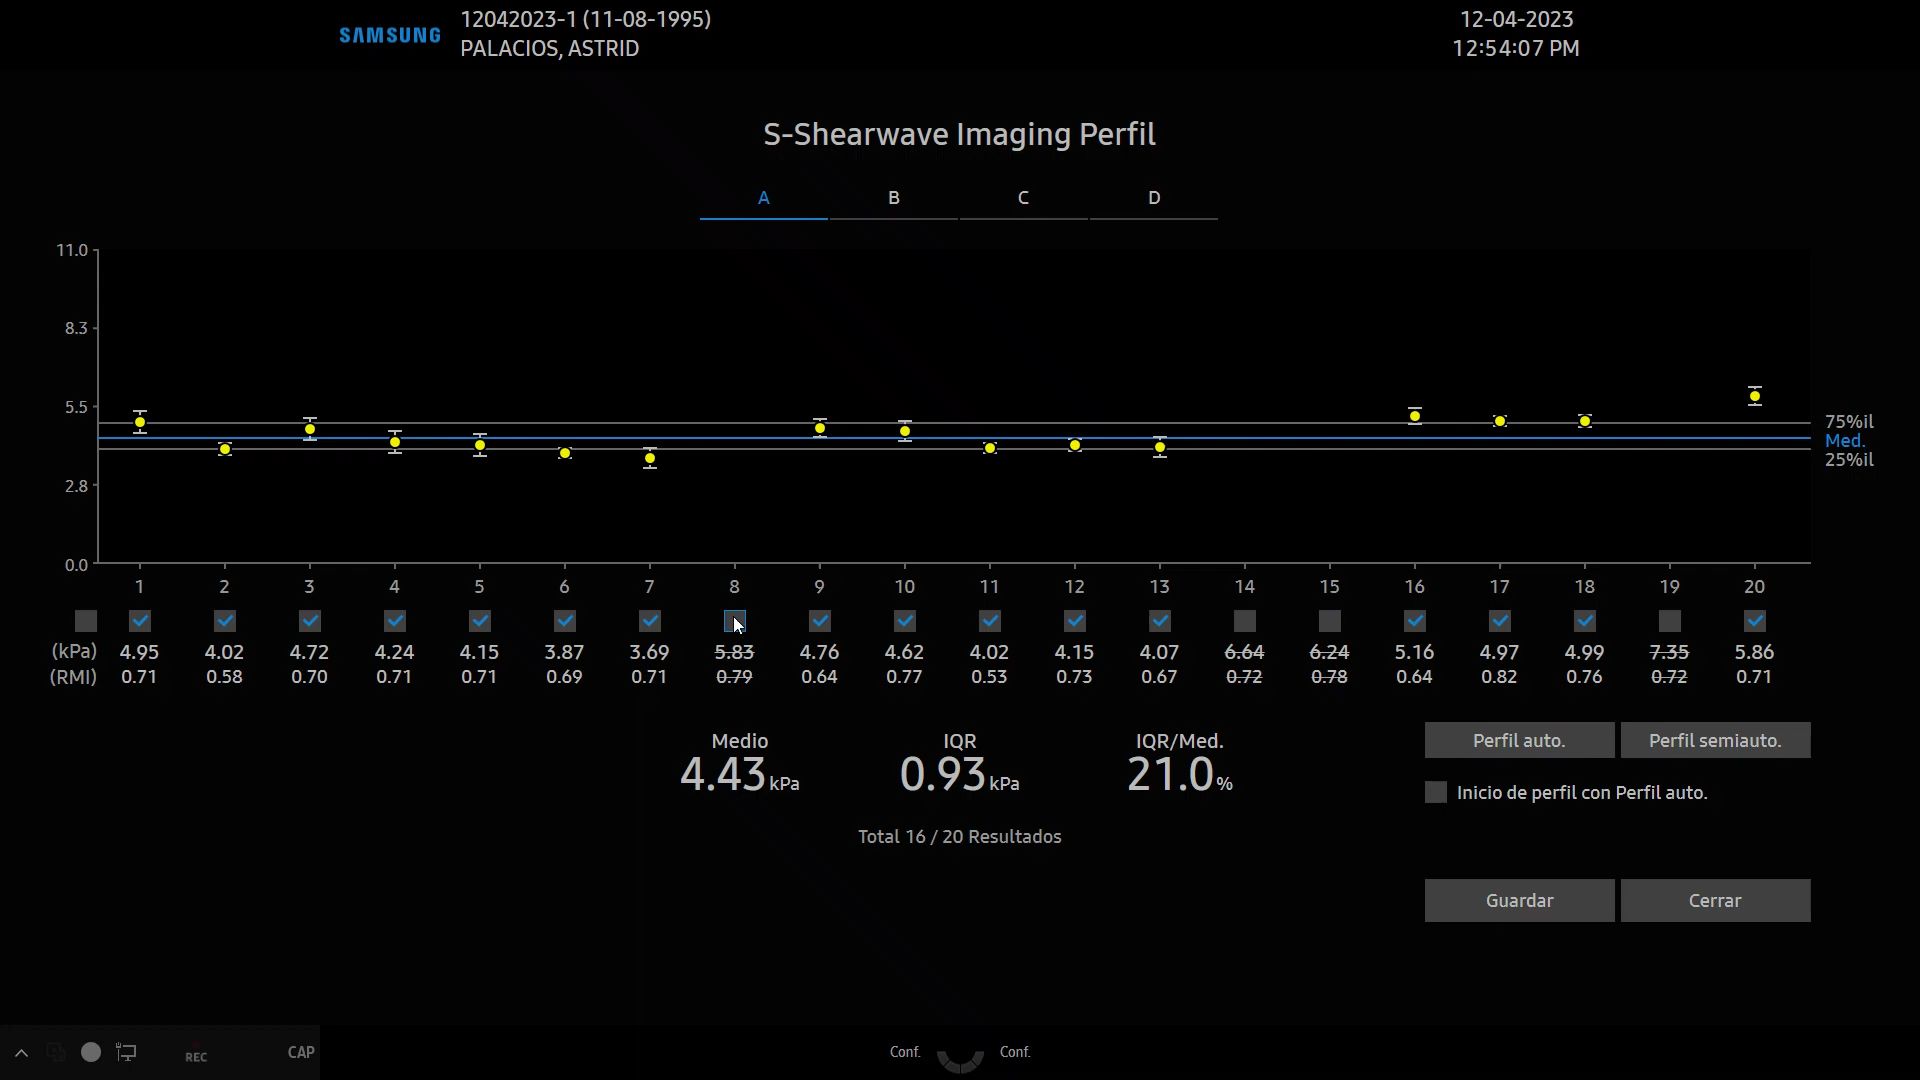 SAMSUNG
12042023-1 (11-08-1995)
PALACIOS, ASTRID
12-04-2023
12:54:07 PM
S-Shearwave Imaging Perfil
A B C D
11.0
8.3
5.5
2.8
0.0
75%il
Med.
25%il
1 2 3 4 5 6 7 8 9 10 11 12 13 14 15 16 17 18 19 20
(kPa) 4.95 4.02 4.72 4.24 4.15 3.87 3.69 5.83 4.76 4.62 4.02 4.15 4.07 6.64 6.24 5.16 4.97 4.99 7.35 5.86
(RMI) 0.71 0.58 0.70 0.71 0.71 0.69 0.71 0.79 0.64 0.77 0.53 0.73 0.67 0.72 0.78 0.64 0.82 0.76 0.72 0.71
Medio IQR IQR/Med.
4.43 kPa 0.93 kPa 21.0 %
Total 16 / 20 Resultados
Perfil auto. Perfil semiauto.
Inicio de perfil con Perfil auto.
Guardar Cerrar
REC CAP Conf. Conf.